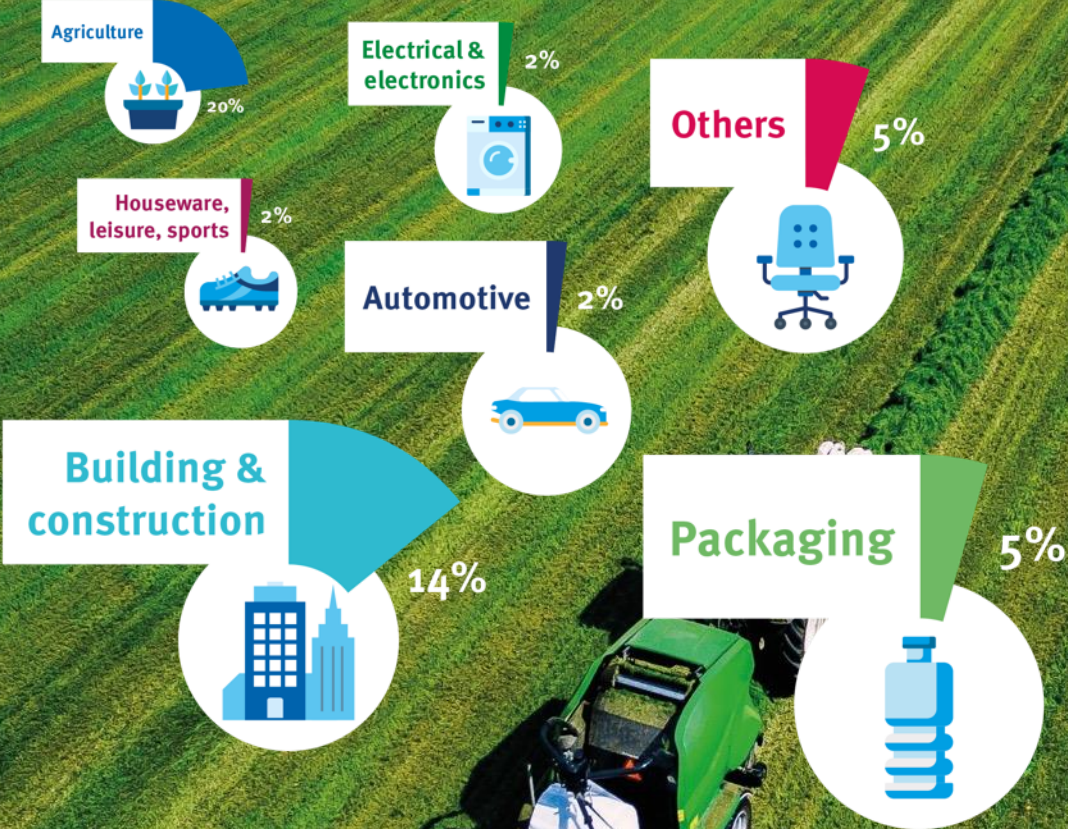 Agriculture
20%
Electrical &
electronics
2%
Others
5%
Houseware,
leisure, sports
2%
Automotive
2%
Building &
construction
14%
Packaging
5%